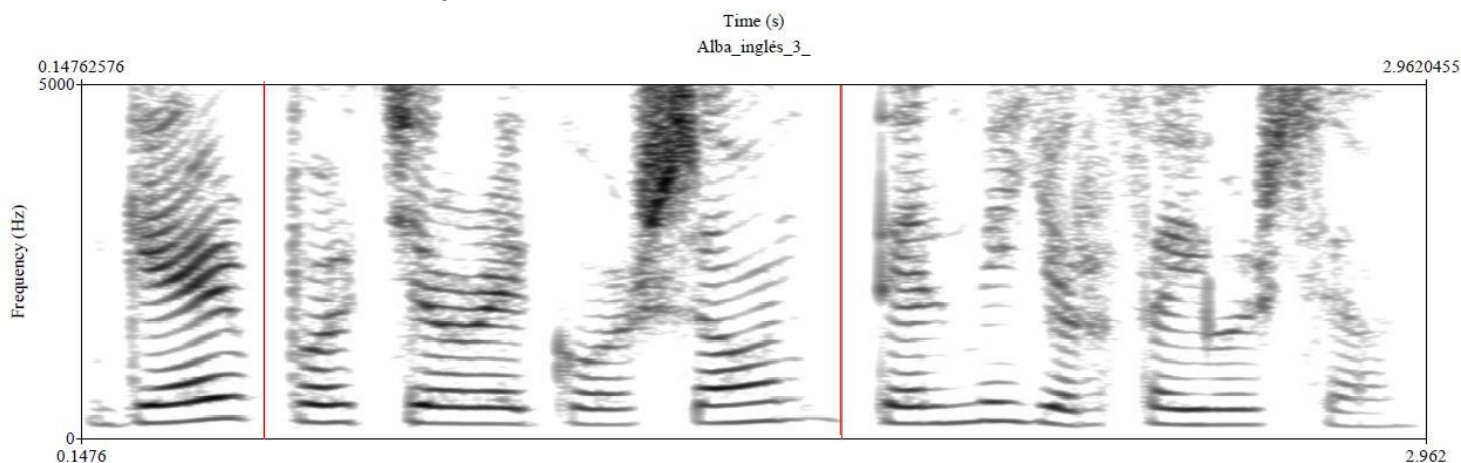 Time (s)
Alba_inglés_3_
0.14762576 2.9620455
5000
Frequency (Hz)
0
0.1476 2.962